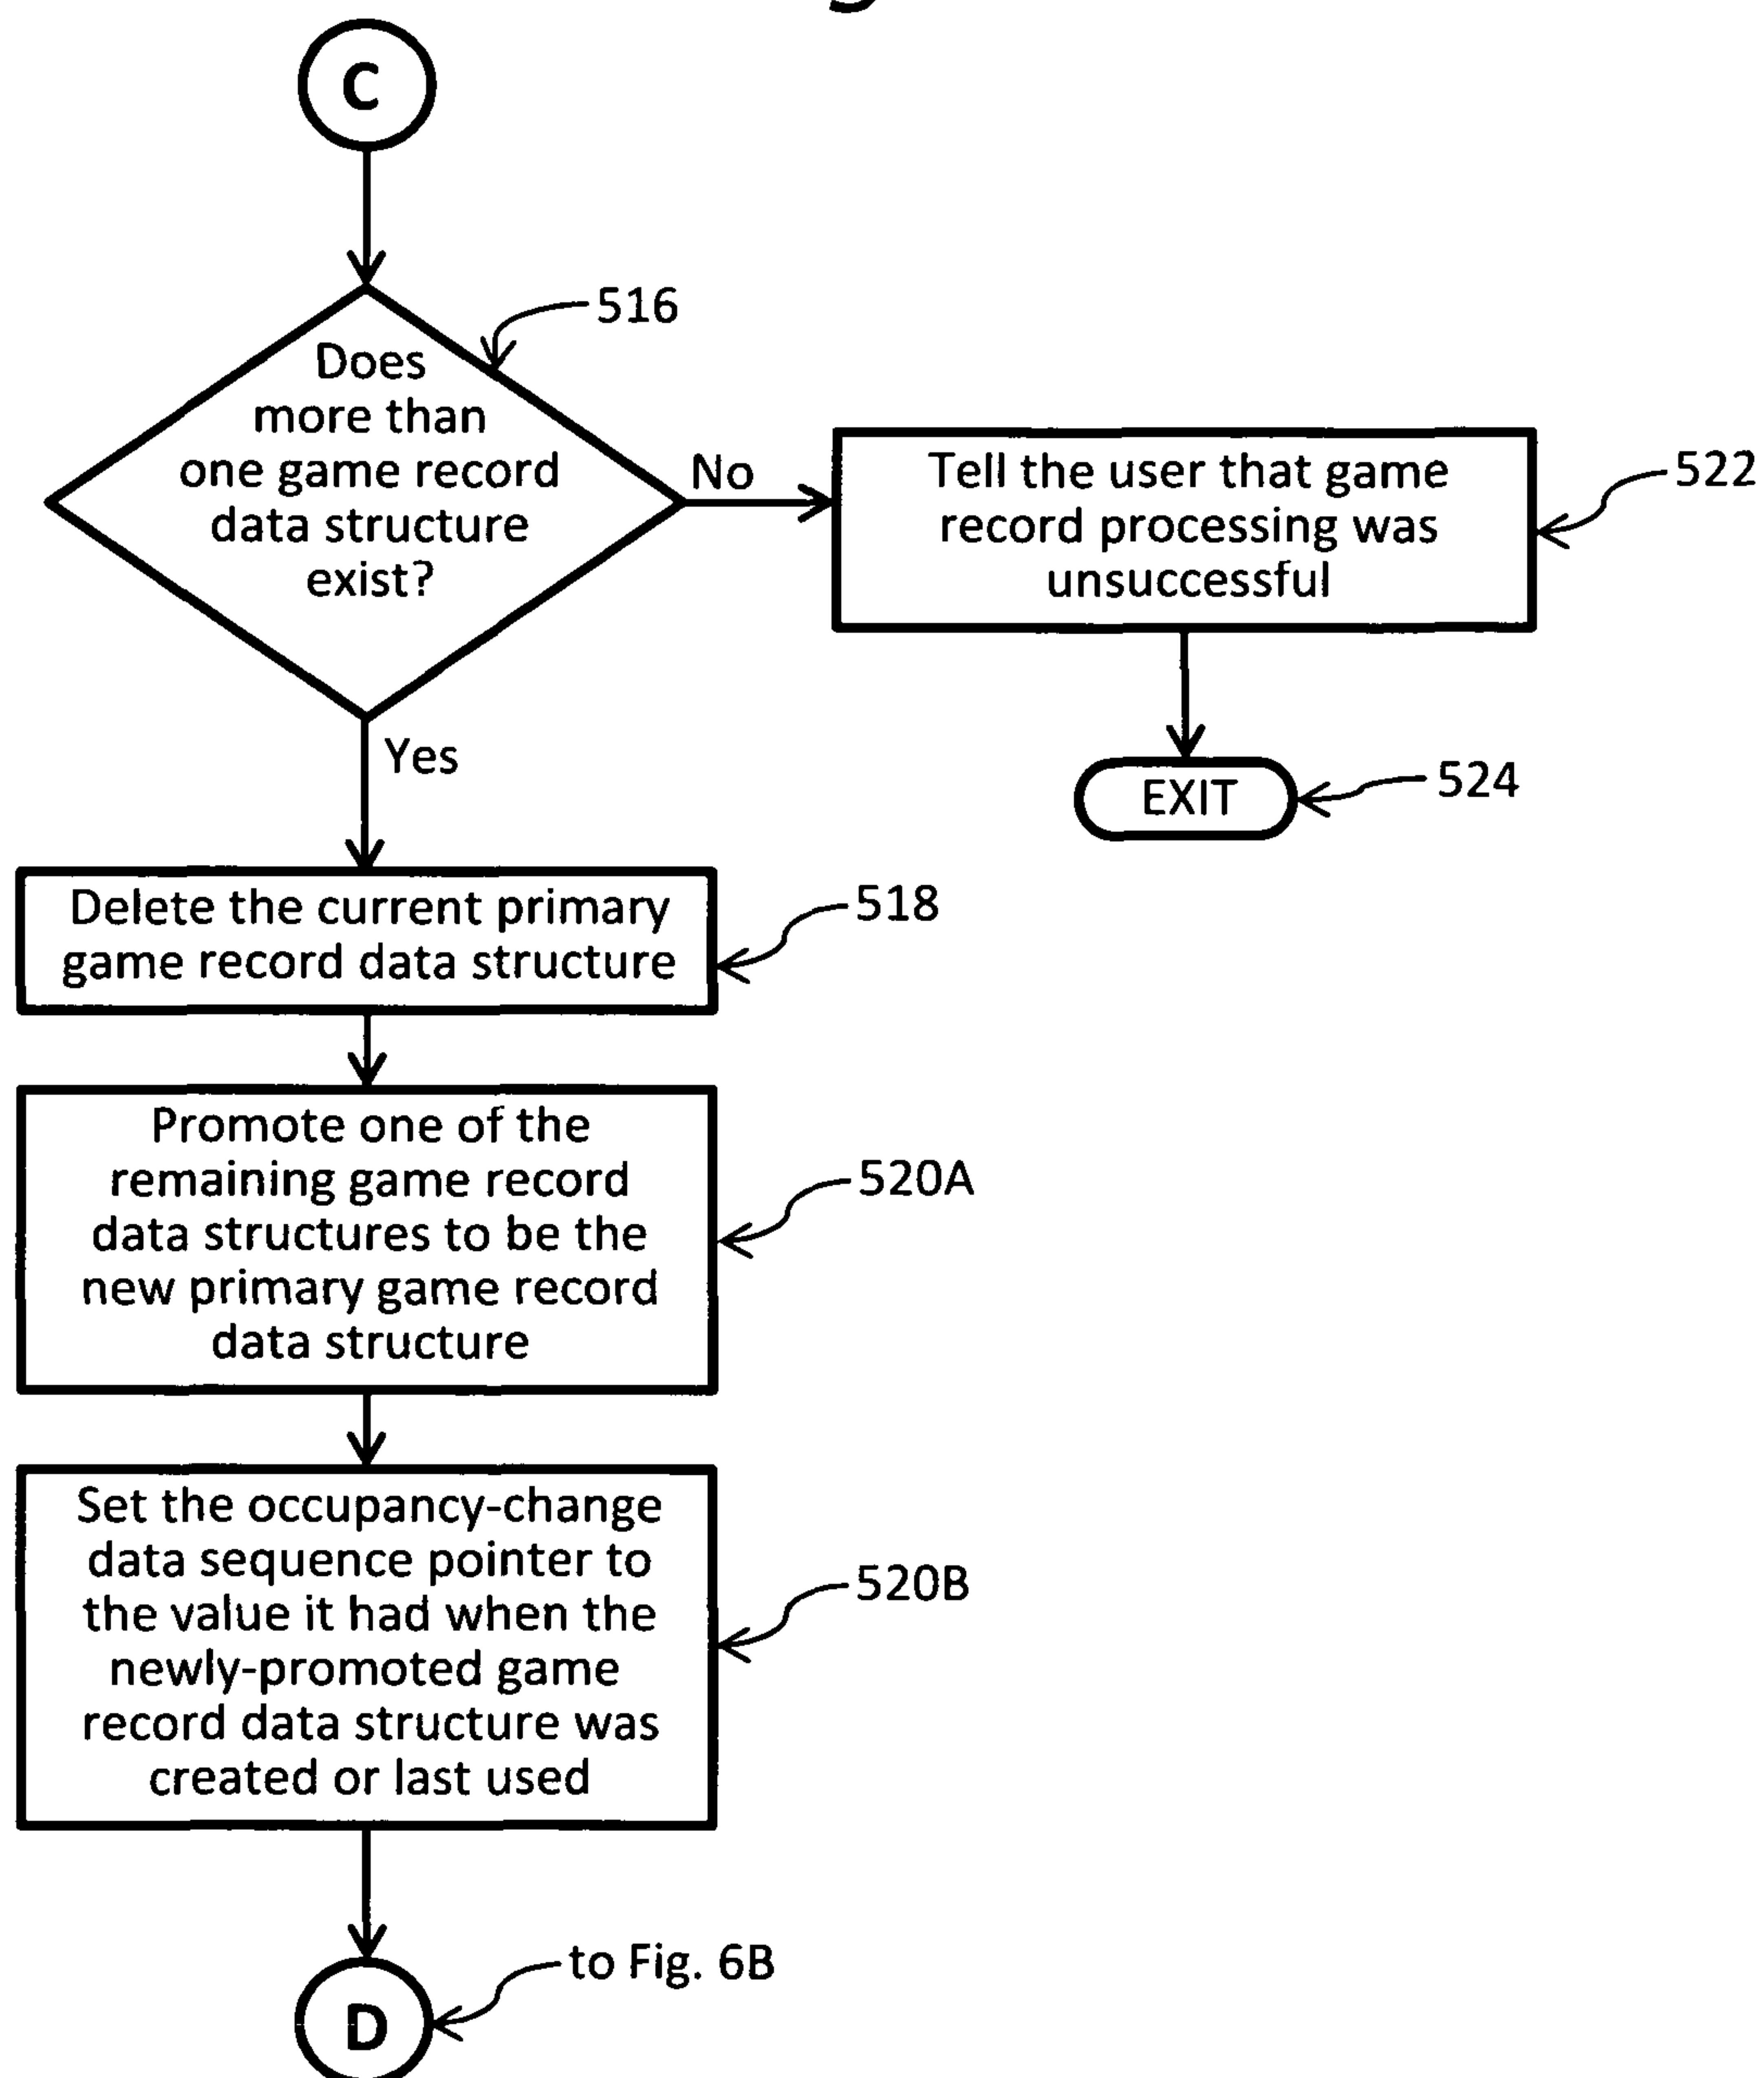 C
516
Does
more than
one game record
data structure
exist?
No
Tell the user that game
record processing was
unsuccessful
522
Yes
EXIT
524
Delete the current primary
game record data structure
518
Promote one of the
remaining game record
data structures to be the
new primary game record
data structure
520A
Set the occupancy-change
data sequence pointer to
the value it had when the
newly-promoted game
record data structure was
created or last used
520B
to Fig. 6B
D